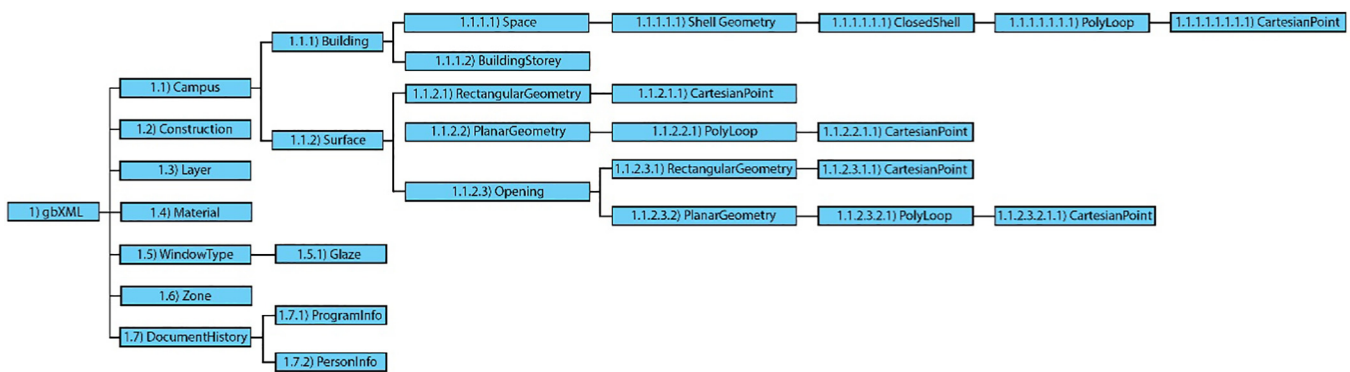 1) gbXML
1.1) Campus
1.1.1) Building
1.1.1.1) Space
1.1.1.1.1) Shell Geometry
1.1.1.1.1.1) ClosedShell
1.1.1.1.1.1.1) PolyLoop
1.1.1.1.1.1.1.1) CartesianPoint
1.1.1.2) BuildingStorey
1.1.2) Surface
1.1.2.1) RectangularGeometry
1.1.2.1.1) CartesianPoint
1.1.2.2) PlanarGeometry
1.1.2.2.1) PolyLoop
1.1.2.2.1.1) CartesianPoint
1.1.2.3) Opening
1.1.2.3.1) RectangularGeometry
1.1.2.3.1.1) CartesianPoint
1.1.2.3.2) PlanarGeometry
1.1.2.3.2.1) PolyLoop
1.1.2.3.2.1.1) CartesianPoint
1.2) Construction
1.3) Layer
1.4) Material
1.5) WindowType
1.5.1) Glaze
1.6) Zone
1.7) DocumentHistory
1.7.1) ProgramInfo
1.7.2) PersonInfo